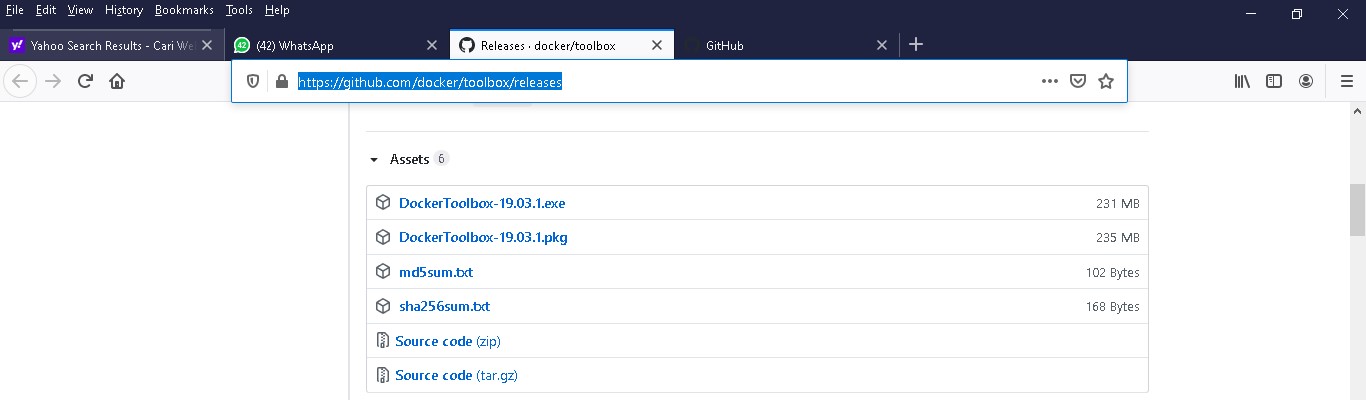 File Edit View History Bookmarks Tools Help
Yahoo Search Results - Cari We
42 (42) WhatsApp
Releases · docker/toolbox
GitHub
https://github.com/docker/toolbox/releases
Assets 6
DockerToolbox-19.03.1.exe 231 MB
DockerToolbox-19.03.1.pkg 235 MB
md5sum.txt 102 Bytes
sha256sum.txt 168 Bytes
Source code (zip)
Source code (tar.gz)